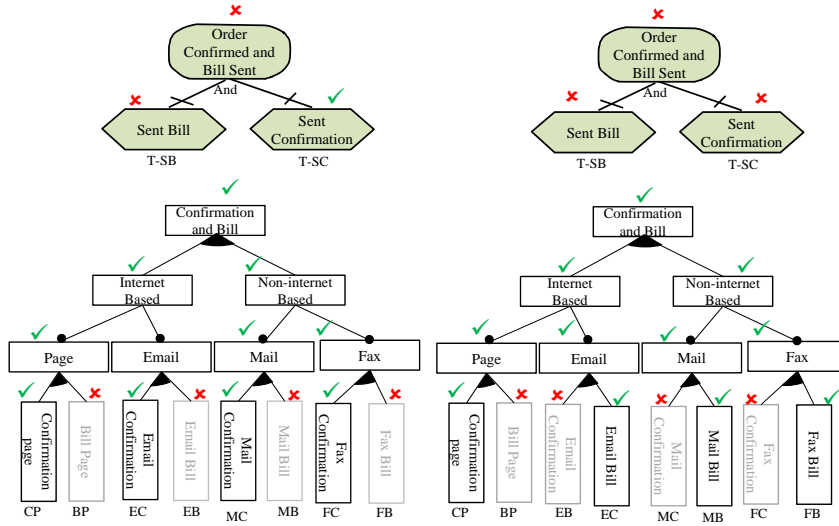 Order
Confirmed and
Bill Sent
And
Sent Bill
Sent
Confirmation
T-SB
T-SC
Confirmation
and Bill
Internet
Based
Non-internet
Based
Page
Email
Mail
Fax
Confirmation
page
Bill Page
Email
Confirmation
Email Bill
Mail
Confirmation
Mail Bill
Fax
Confirmation
Fax Bill
CP
BP
EC
EB
MC
MB
FC
FB
Order
Confirmed and
Bill Sent
And
Sent Bill
Sent
Confirmation
T-SB
T-SC
Confirmation
and Bill
Internet
Based
Non-internet
Based
Page
Email
Mail
Fax
Confirmation
page
Bill Page
Email
Confirmation
Email Bill
Mail
Confirmation
Mail Bill
Fax
Confirmation
Fax Bill
CP
BP
EB
EC
MC
MB
FC
FB